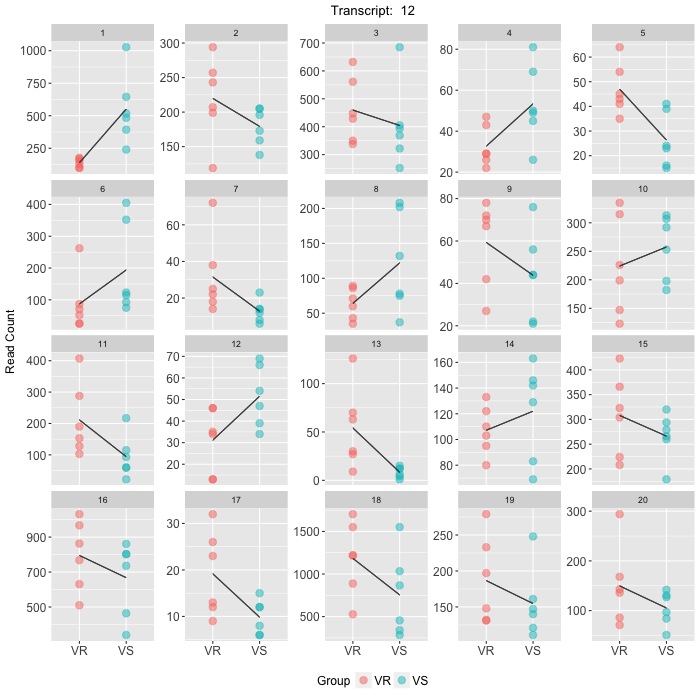 Transcript: 12
1 2 3 4 5
1000 750 500 250
300 250 200 150
700 600 500 400 300
80 60 40 20
60 50 40 30 20
6 7 8 9 10
400 300 200 100
60 40 20
200 150 100 50
80 60 40 20
300 250 200 150
Read Count
11 12 13 14 15
400 300 200 100
70 60 50 40 30 20
100 50 0
160 140 120 100 80
400 350 300 250 200
16 17 18 19 20
900 700 500
30 20 10
1500 1000 500
250 200 150
300 200 100
VR VS VR VS VR VS VR VS VR VS
Group VR VS